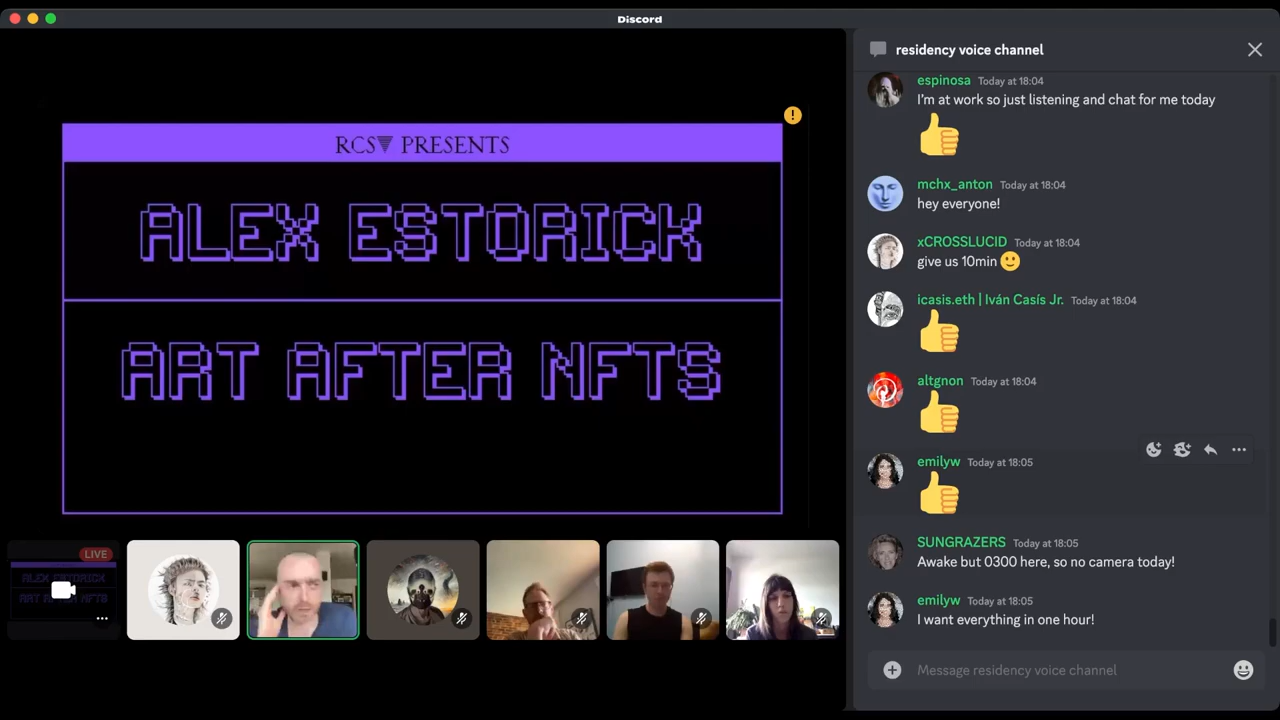 Discord
RCS PRESENTS
ALEX ESTORICK
ART AFTER NFTS
LIVE
residency voice channel
espinosa Today at 18:04
I'm at work so just listening and chat for me today
mchx_anton Today at 18:04
hey everyone!
xCROSSLUCID Today at 18:04
give us 10min
icasis.eth | Iván Casís Jr. Today at 18:04
altgnon Today at 18:04
emilyw Today at 18:05
SUNGRAZERS Today at 18:05
Awake but 0300 here, so no camera today!
emilyw Today at 18:05
I want everything in one hour!
Message residency voice channel